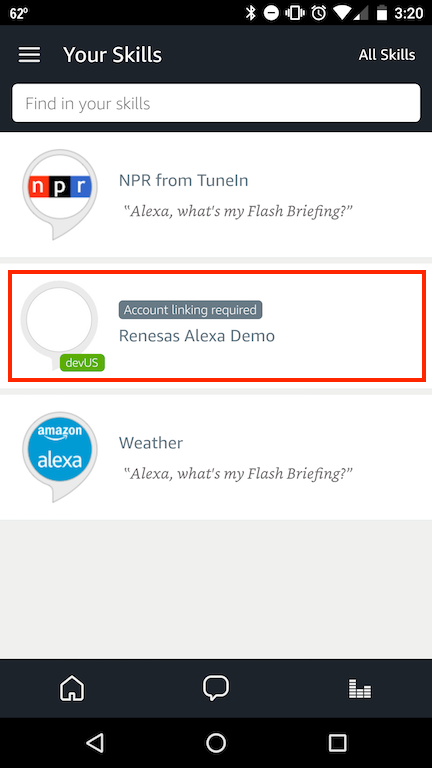 62° 3:20
Your Skills All Skills
Find in your skills
npr
NPR from TuneIn
"Alexa, what's my Flash Briefing?"
Account linking required
Renesas Alexa Demo
devUS
amazon
alexa
Weather
"Alexa, what's my Flash Briefing?"